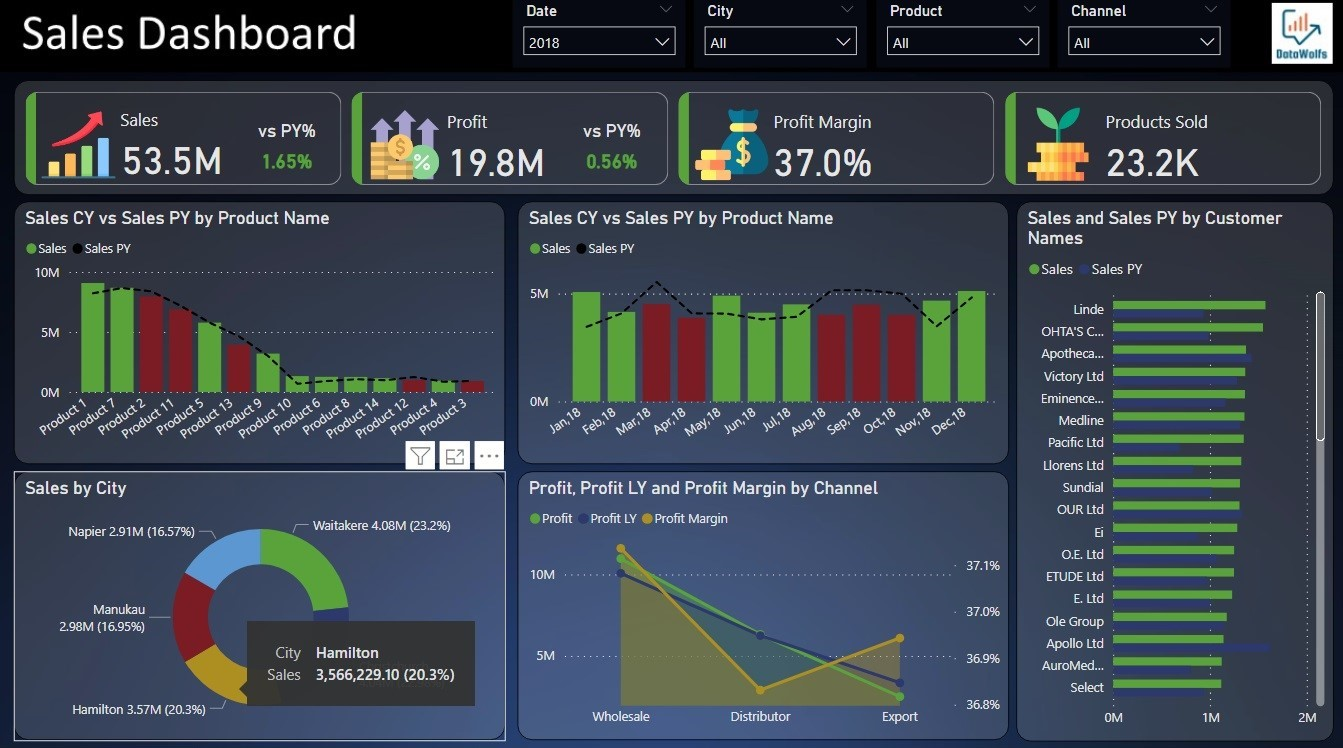 Sales Dashboard
Date
2018
City
All
Product
All
Channel
All
DataWolfs
Sales
53.5M
vs PY%
1.65%
Profit
19.8M
vs PY%
0.56%
Profit Margin
37.0%
Products Sold
23.2K
Sales CY vs Sales PY by Product Name
Sales Sales PY
10M
5M
0M
Product 1
Product 7
Product 2
Product 11
Product 5
Product 13
Product 9
Product 10
Product 6
Product 8
Product 14
Product 12
Product 4
Product 3
Sales CY vs Sales PY by Product Name
Sales Sales PY
5M
0M
Jan,18
Feb,18
Mar,18
Apr,18
May,18
Jun,18
Jul,18
Aug,18
Sep,18
Oct,18
Nov,18
Dec,18
Sales and Sales PY by Customer
Names
Sales Sales PY
Linde
OHTA'S C...
Apotheca...
Victory Ltd
Eminence...
Medline
Pacific Ltd
Llorens Ltd
Sundial
OUR Ltd
Ei
O.E. Ltd
ETUDE Ltd
E. Ltd
Ole Group
Apollo Ltd
AuroMed...
Select
0M 1M 2M
Sales by City
Napier 2.91M (16.57%)
Waitakere 4.08M (23.2%)
Manukau
2.98M (16.95%)
Hamilton 3.57M (20.3%)
City Hamilton
Sales 3,566,229.10 (20.3%)
Profit, Profit LY and Profit Margin by Channel
Profit Profit LY Profit Margin
10M
5M
37.1%
37.0%
36.9%
36.8%
Wholesale Distributor Export